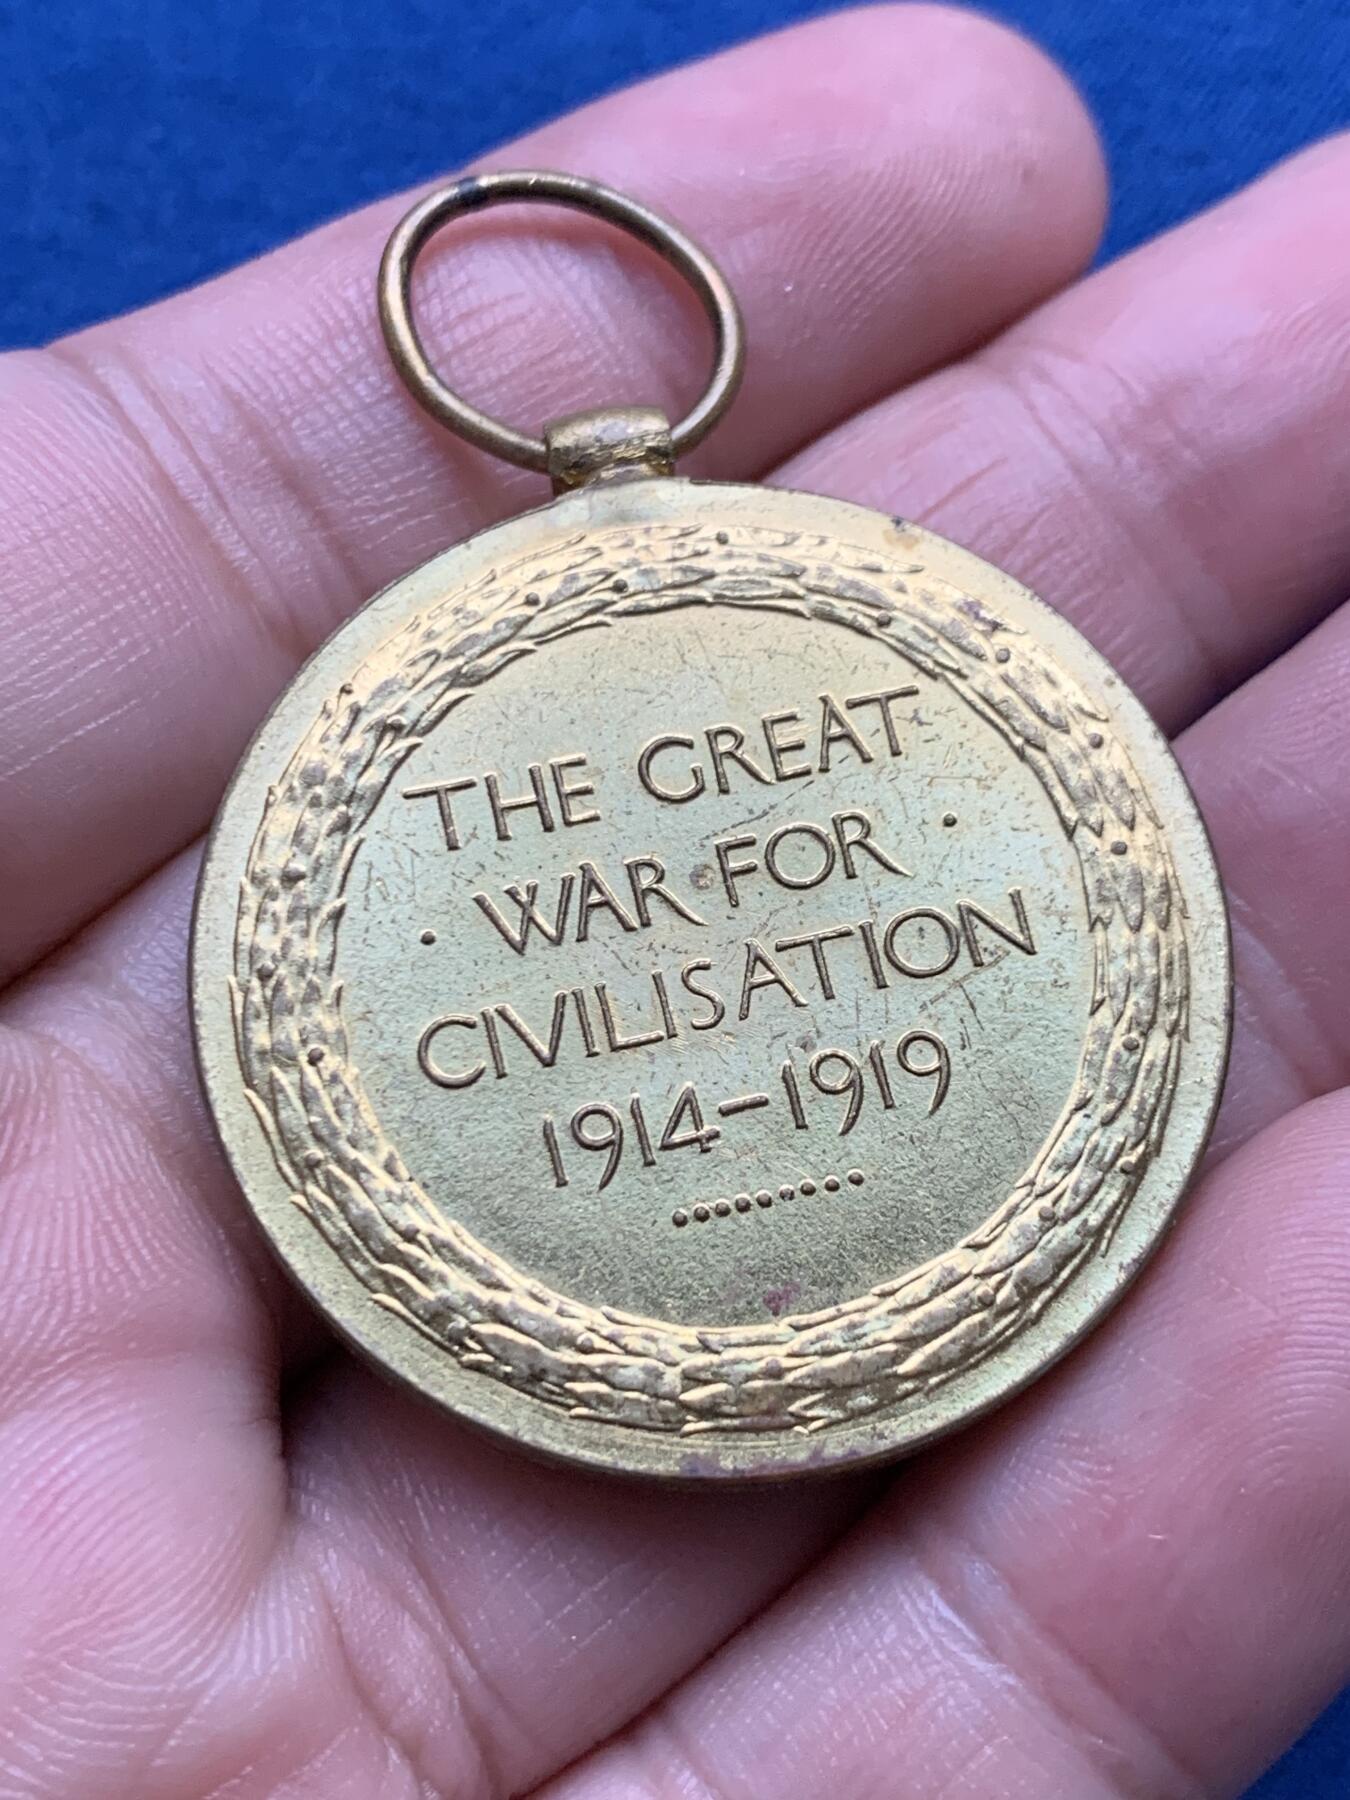 THE GREAT
· WAR FOR ·
CIVILISATION
1914-1919